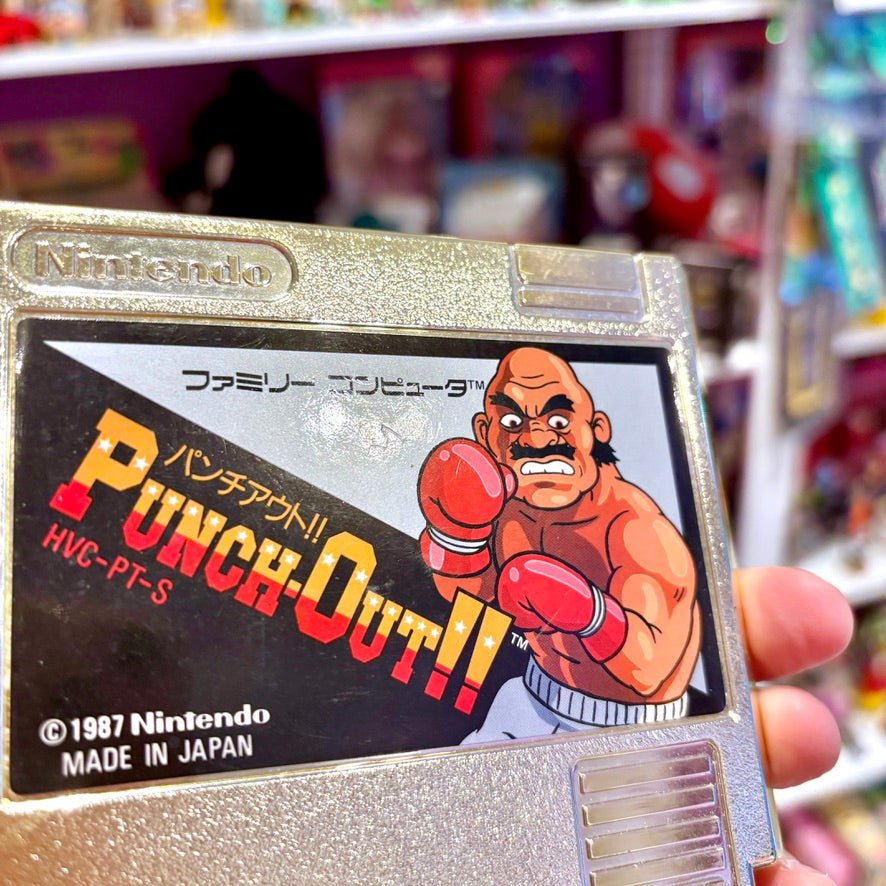 Nintendo
ファミリー コンピュータ™
パンチアウト!!
PUNCH-OUT!!™
HVC-PT-S
©1987 Nintendo
MADE IN JAPAN